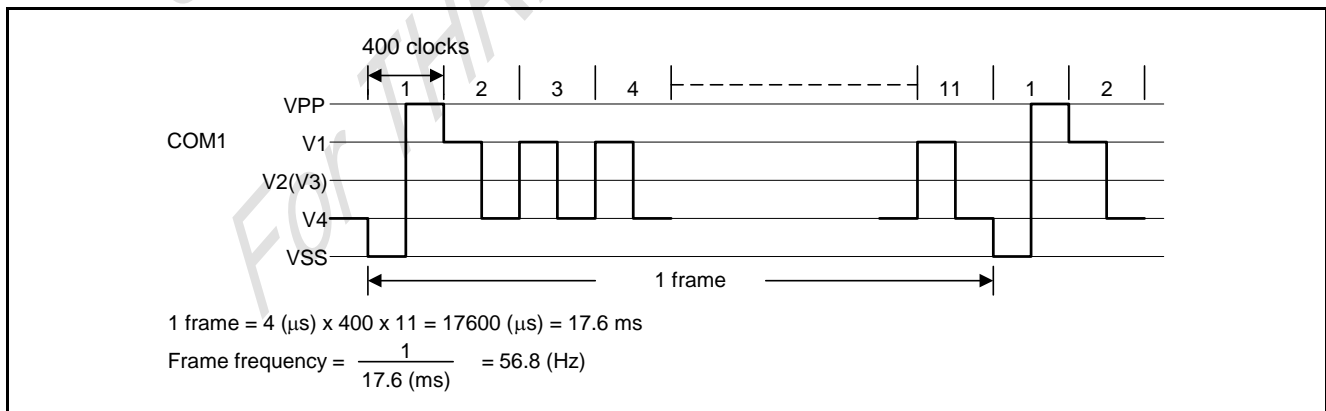 400 clocks
1 2 3 4 11 1 2
VPP
COM1 V1
V2(V3)
V4
VSS
1 frame
1 frame = 4 (μs) x 400 x 11 = 17600 (μs) = 17.6 ms
Frame frequency = 1 / 17.6 (ms) = 56.8 (Hz)
For